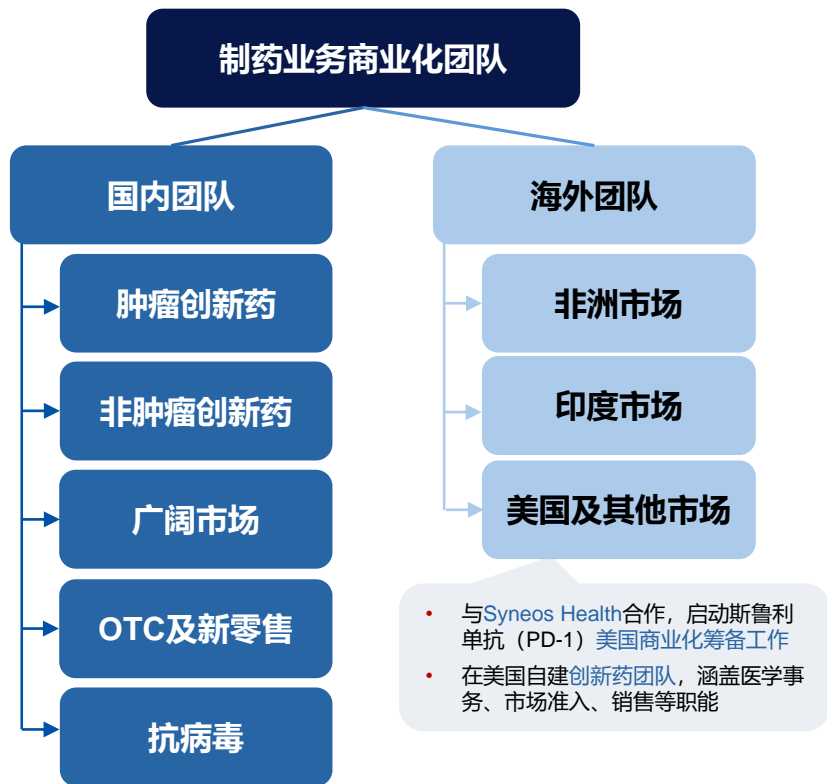 制药业务商业化团队
国内团队
肿瘤创新药
非肿瘤创新药
广阔市场
OTC及新零售
抗病毒
海外团队
非洲市场
印度市场
美国及其他市场
• 与Syneos Health合作，启动斯鲁利
单抗（PD-1）美国商业化筹备工作
• 在美国自建创新药团队，涵盖医学事
务、市场准入、销售等职能